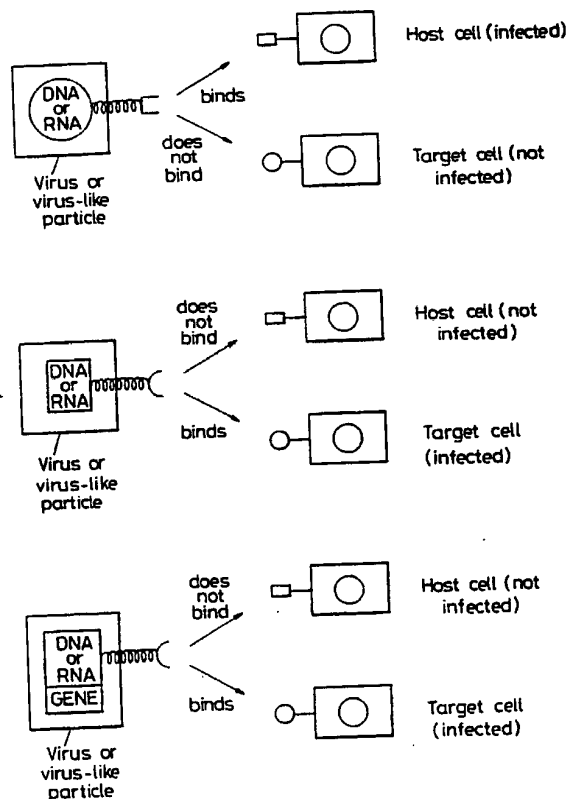 Host cell (infected)
DNA
or
RNA
binds
does
not
bind
Target cell (not
infected)
Virus or
virus-like
particle
does
not
bind
Host cell (not
infected)
DNA
or
RNA
binds
Target cell
(infected)
Virus or
virus-like
particle
does
not
bind
Host cell (not
infected)
DNA
or
RNA
GENE
binds
Target cell
(infected)
Virus or
virus-like
particle